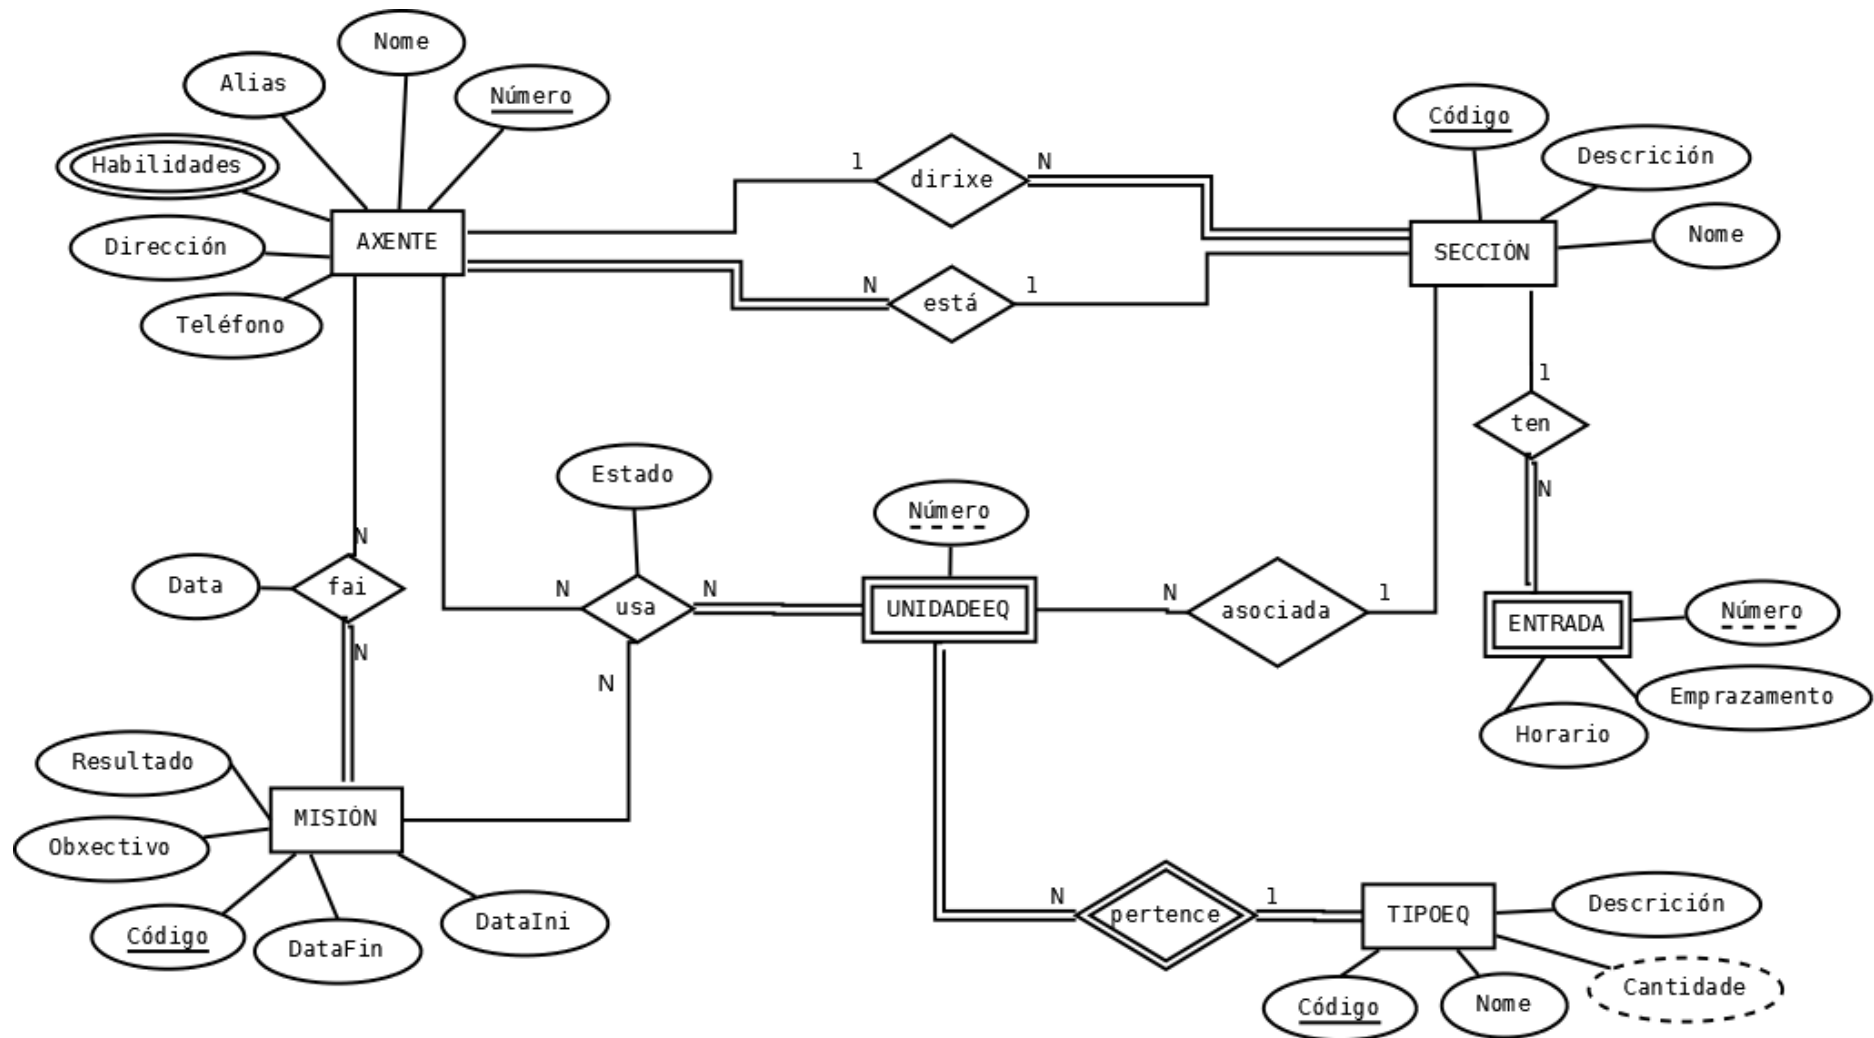 Nome
Alias
Número
Habilidades
Dirección
Teléfono
AXENTE
1
dirixe
N
N
está
1
Código
Descrición
Nome
SECCIÓN
1
ten
N
ENTRADA
Número
Emprazamento
Horario
N
Data
fai
N
Estado
N
usa
N
N
Número
UNIDADEEQ
N
asociada
1
Resultado
Obxectivo
MISIÓN
Código
DataFin
DataIni
N
pertence
1
TIPOEQ
Descrición
Cantidade
Código
Nome